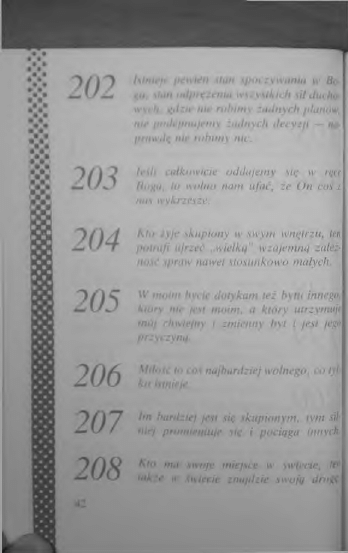 202 Istnieje pewien stan spoczywania w Bo-
gu, stan odprężenia wszystkich sił ducho-
wych, gdzie nie robimy żadnych planów,
nie podejmujemy żadnych decyzji — na-
prawdę nie robimy nic.
203 Jeśli całkowicie oddajemy się w ręce
Boga, to wolno nam ufać, że On coś z
nas wykrzesze.
204 Kto żyje skupiony w swym wnętrzu, ten
potrafi ujrzeć „wielką” wzajemną zależ-
ność spraw nawet stosunkowo małych.
205 W moim bycie dotykam też bytu innego,
który nie jest moim, a który utrzymuje
mój chwiejny i zmienny byt i jest jego
przyczyną.
206 Miłość to coś najbardziej wolnego, co tyl-
ko istnieje.
207 Im bardziej jest się skupionym, tym sil-
niej promieniuje się i pociąga innych.
208 Kto ma swoje miejsce w świecie, ten
także w świecie znajdzie swoją drogę.
42